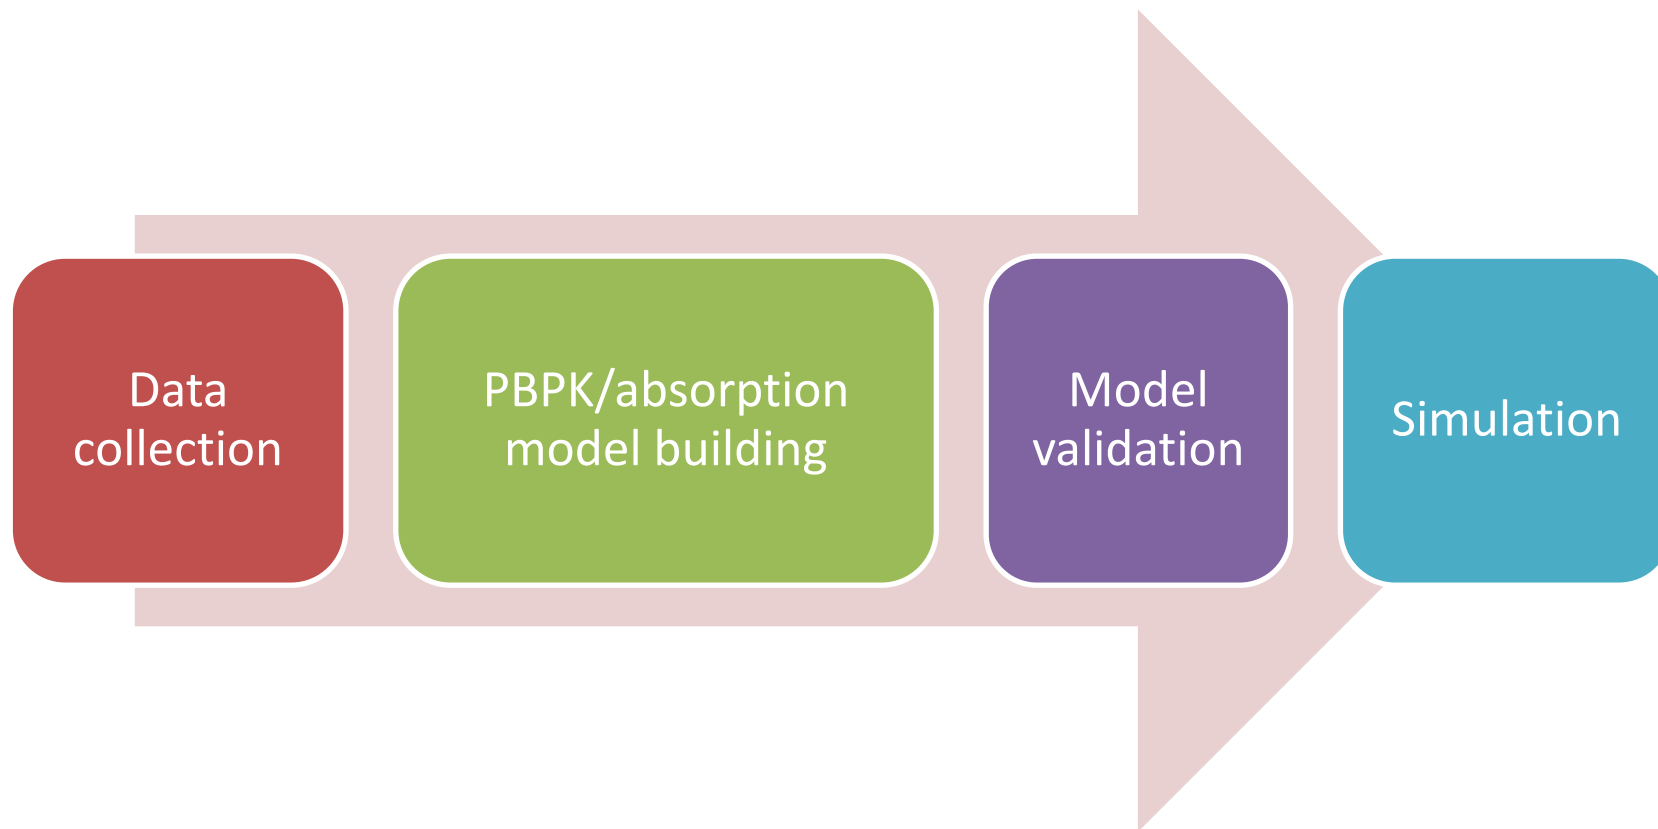 Data
collection
PBPK/absorption
model building
Model
validation
Simulation